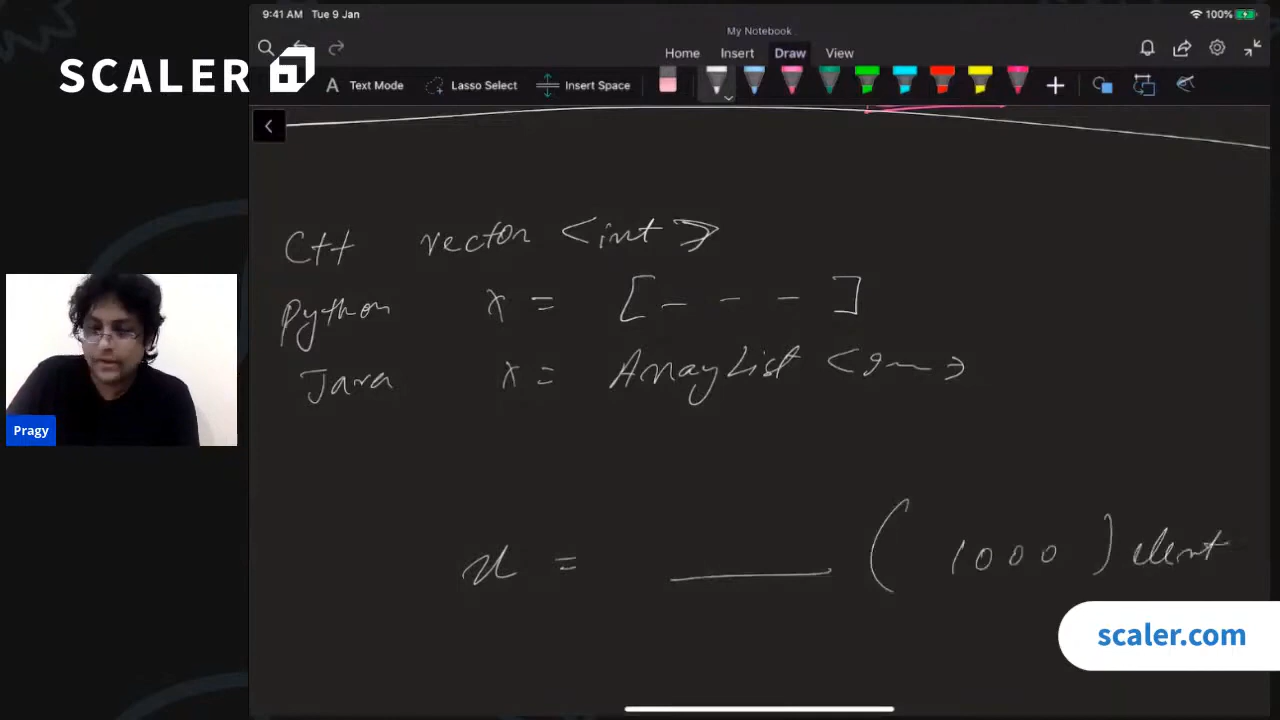 9:41 AM Tue 9 Jan
100%
My Notebook
SCALER
Home Insert Draw View
A Text Mode Lasso Select Insert Space
C++ vector <int>
Python x = [ - - - ]
Java x = ArrayList < >
Pragy
x = ___ ( 1000 )
scaler.com